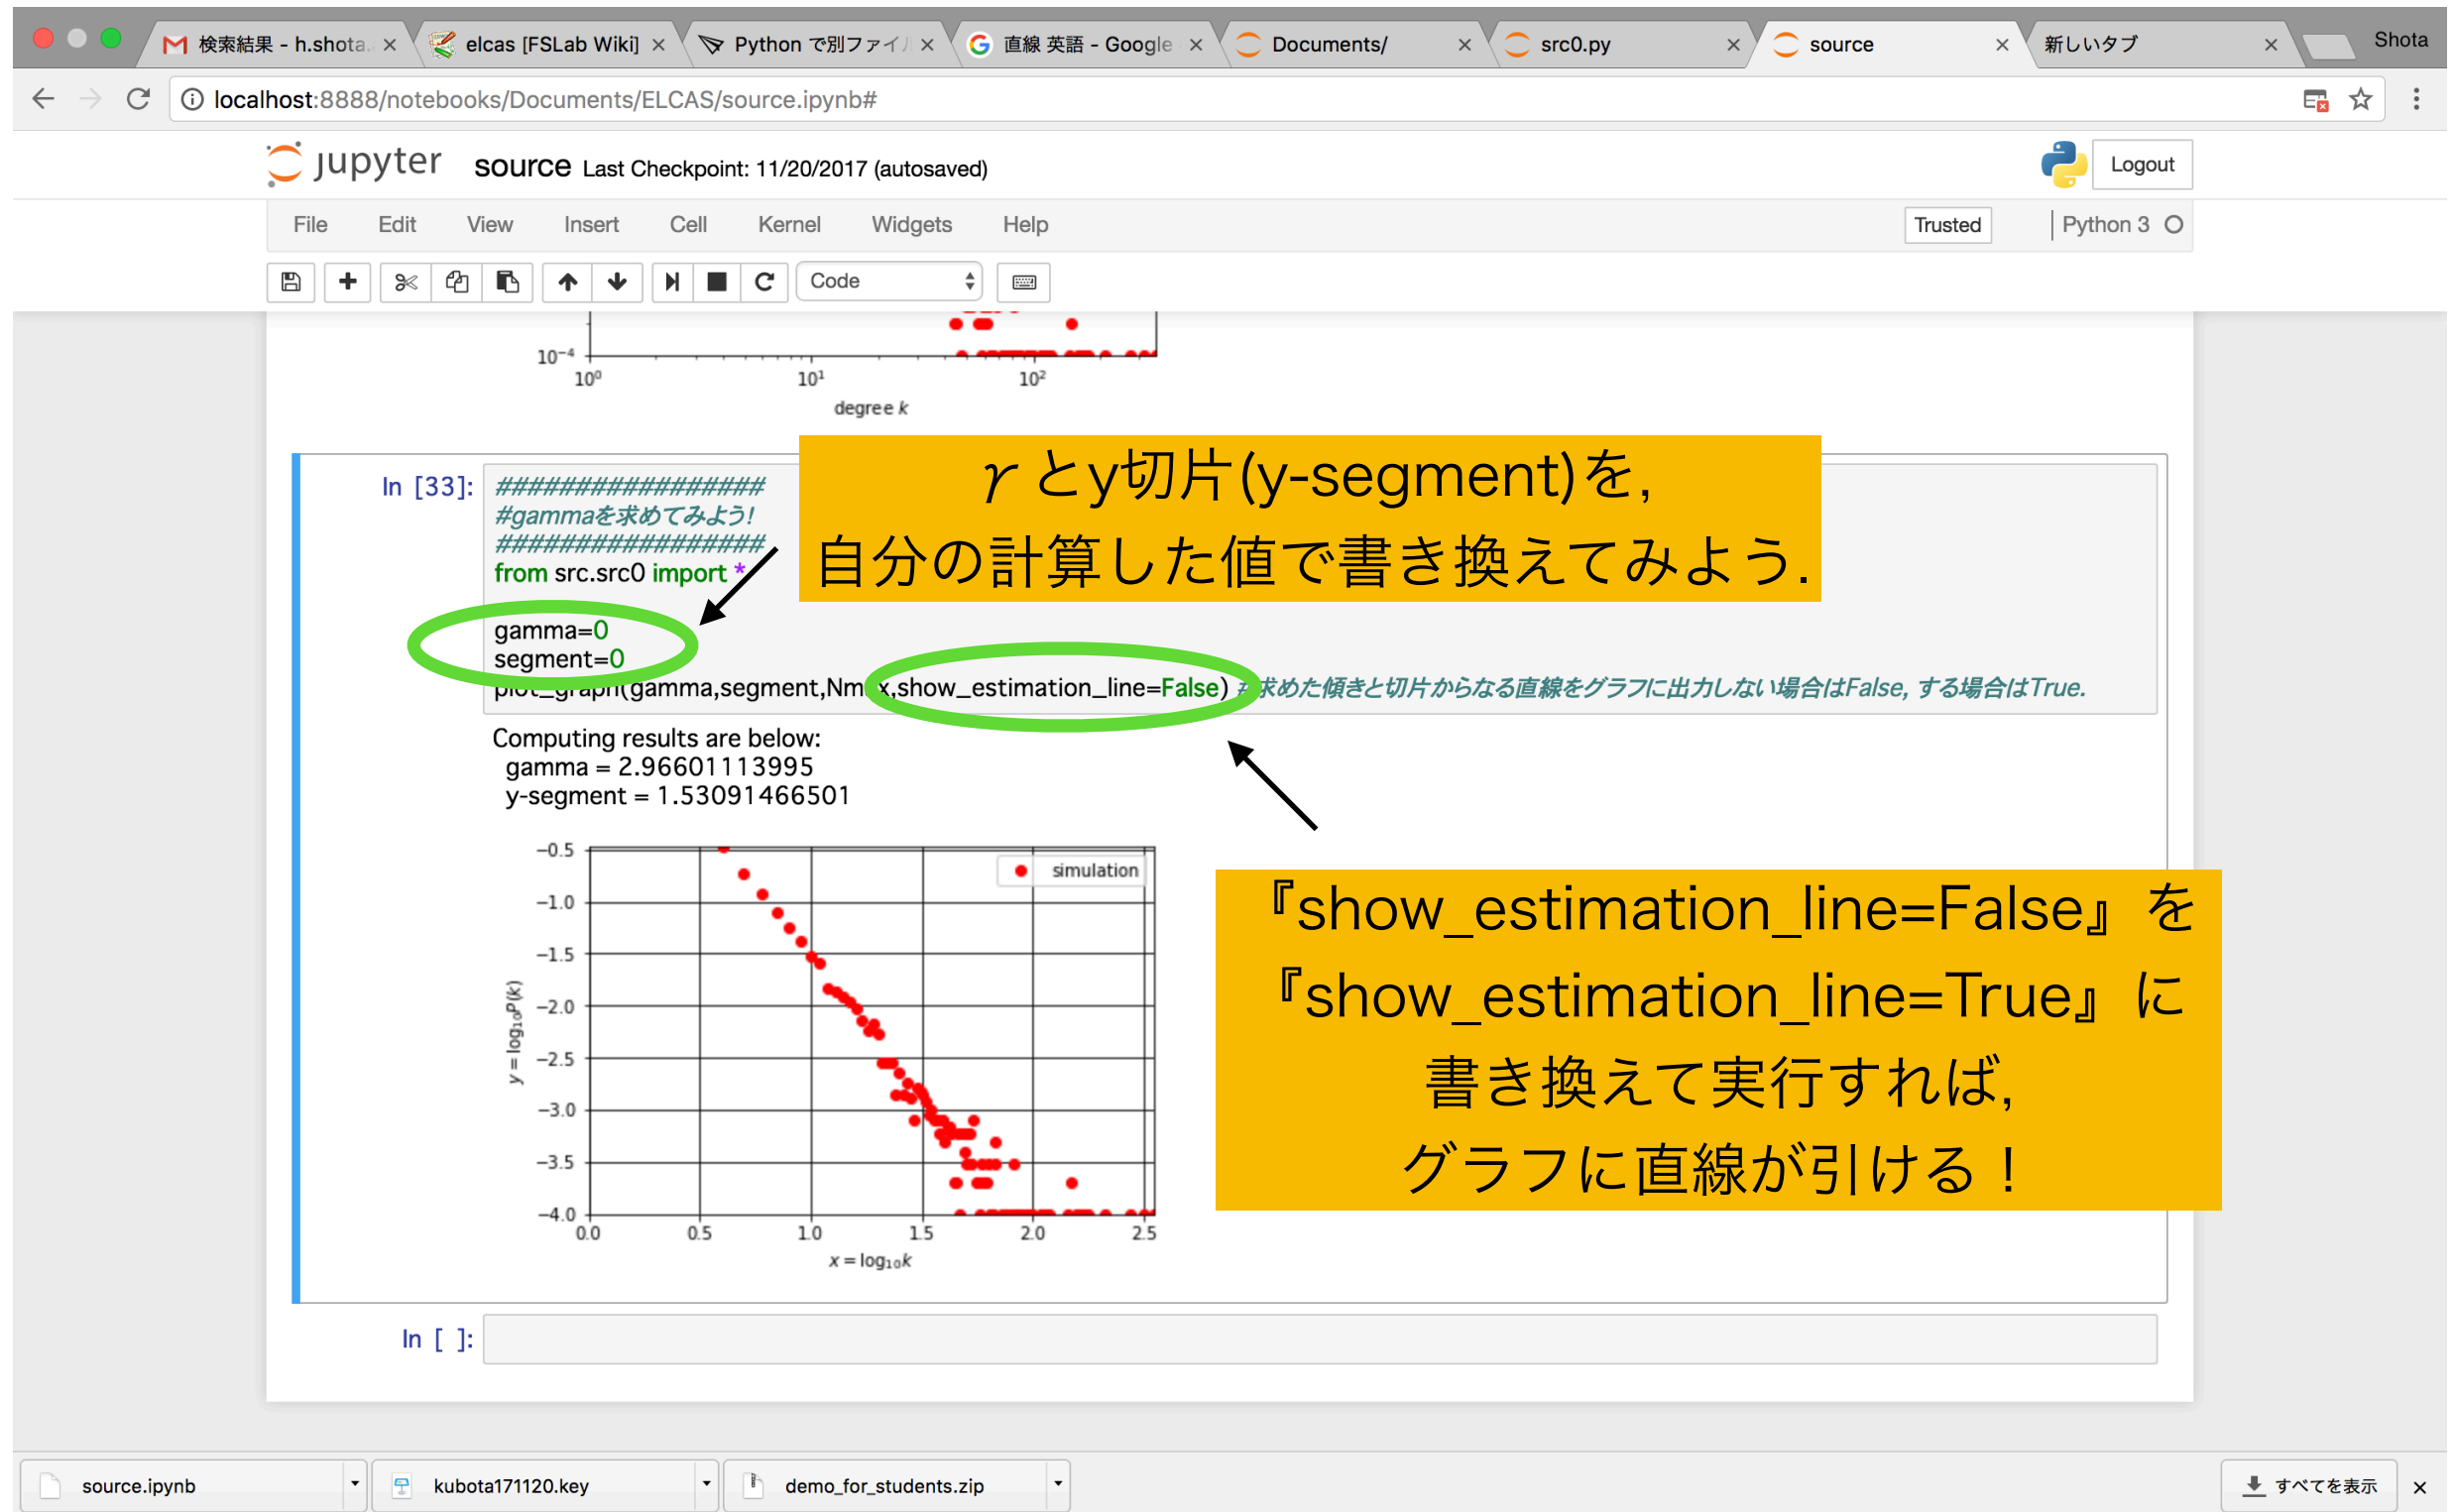 検索結果 - h.shota.
elcas [FSLab Wiki]
Python で別ファイル
直線 英語 - Google
Documents/
src0.py
source
新しいタブ
Shota
localhost:8888/notebooks/Documents/ELCAS/source.ipynb#
jupyter source Last Checkpoint: 11/20/2017 (autosaved)
Logout
File Edit View Insert Cell Kernel Widgets Help
Trusted
Python 3
Code
10⁻⁴
10⁰ 10¹ 10²
degree k
γとy切片(y-segment)を,
自分の計算した値で書き換えてみよう.
In [33]:
#################
#gammaを求めてみよう!
#################
from src.src0 import *
gamma=0
segment=0
plot_graph(gamma,segment,Nmax,show_estimation_line=False) #求めた傾きと切片からなる直線をグラフに出力しない場合はFalse, する場合はTrue.
Computing results are below:
gamma = 2.96601113995
y-segment = 1.53091466501
simulation
−0.5
−1.0
−1.5
−2.0
−2.5
−3.0
−3.5
−4.0
y = log₁₀P(k)
0.0 0.5 1.0 1.5 2.0 2.5
x = log₁₀k
『show_estimation_line=False』を
『show_estimation_line=True』に
書き換えて実行すれば,
グラフに直線が引ける！
In [ ]:
source.ipynb
kubota171120.key
demo_for_students.zip
すべてを表示